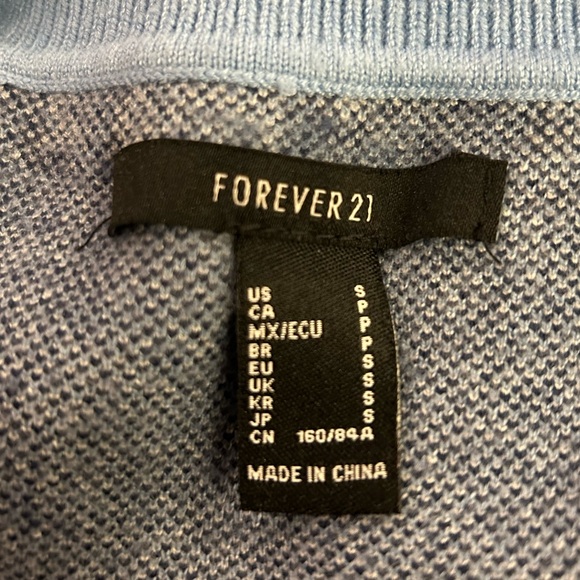 FOREVER 21
US S
CA P
MX/ECU P
BR P
EU S
UK S
KR S
JP S
CN 160/84A
MADE IN CHINA